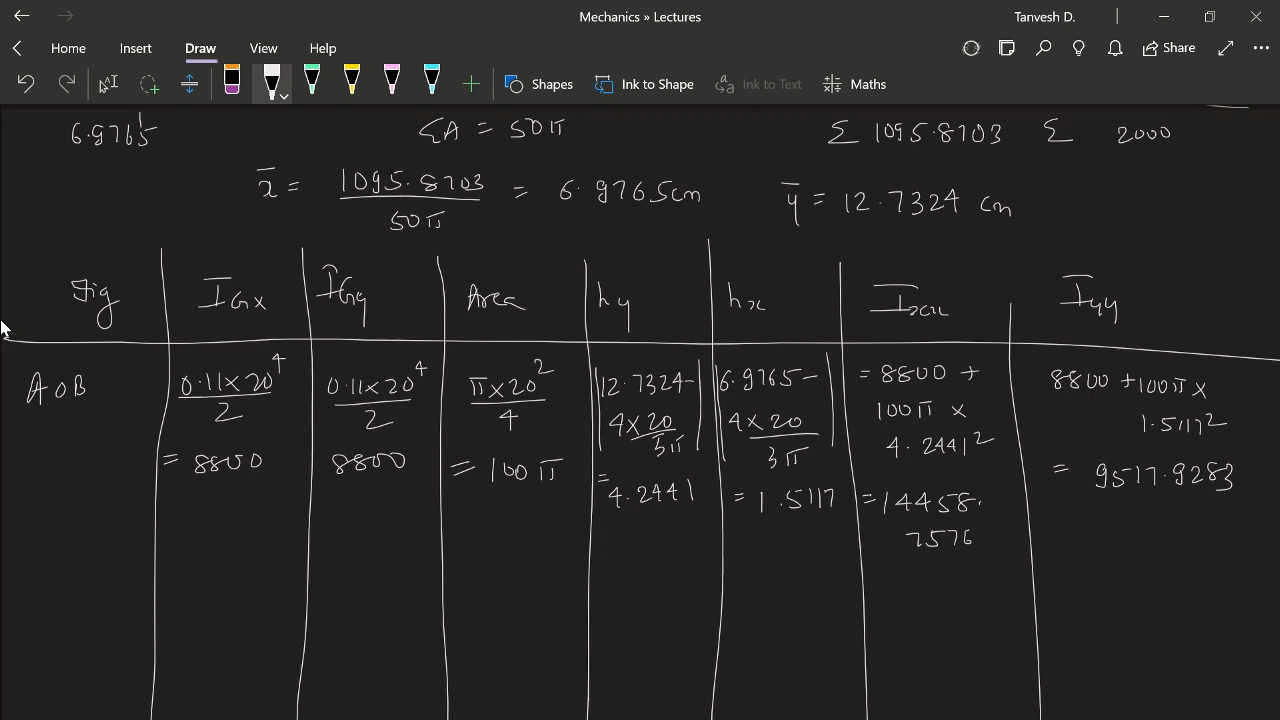 Mechanics » Lectures
Tanvesh D.
Home Insert Draw View Help
Share
Shapes Ink to Shape Ink to Text Maths
6.9765 ΣA = 50π Σ 1095.8703 Σ 2000
x̄ = 1095.8703 / 50π = 6.9765cm ȳ = 12.7324 cm
Fig IGx IGy Area hy hx Ixx Iyy
AOB
0.11×20⁴ / 2
= 8800
0.11×20⁴ / 2
8800
π×20² / 4
= 100π
|12.7324-
4×20 / 3π|
=
4.2441
|6.9765-
4×20 / 3π|
= 1.5117
= 8800 +
100π ×
4.2441²
= 14458.
7576
8800 + 100π ×
1.5117²
= 9517.9283